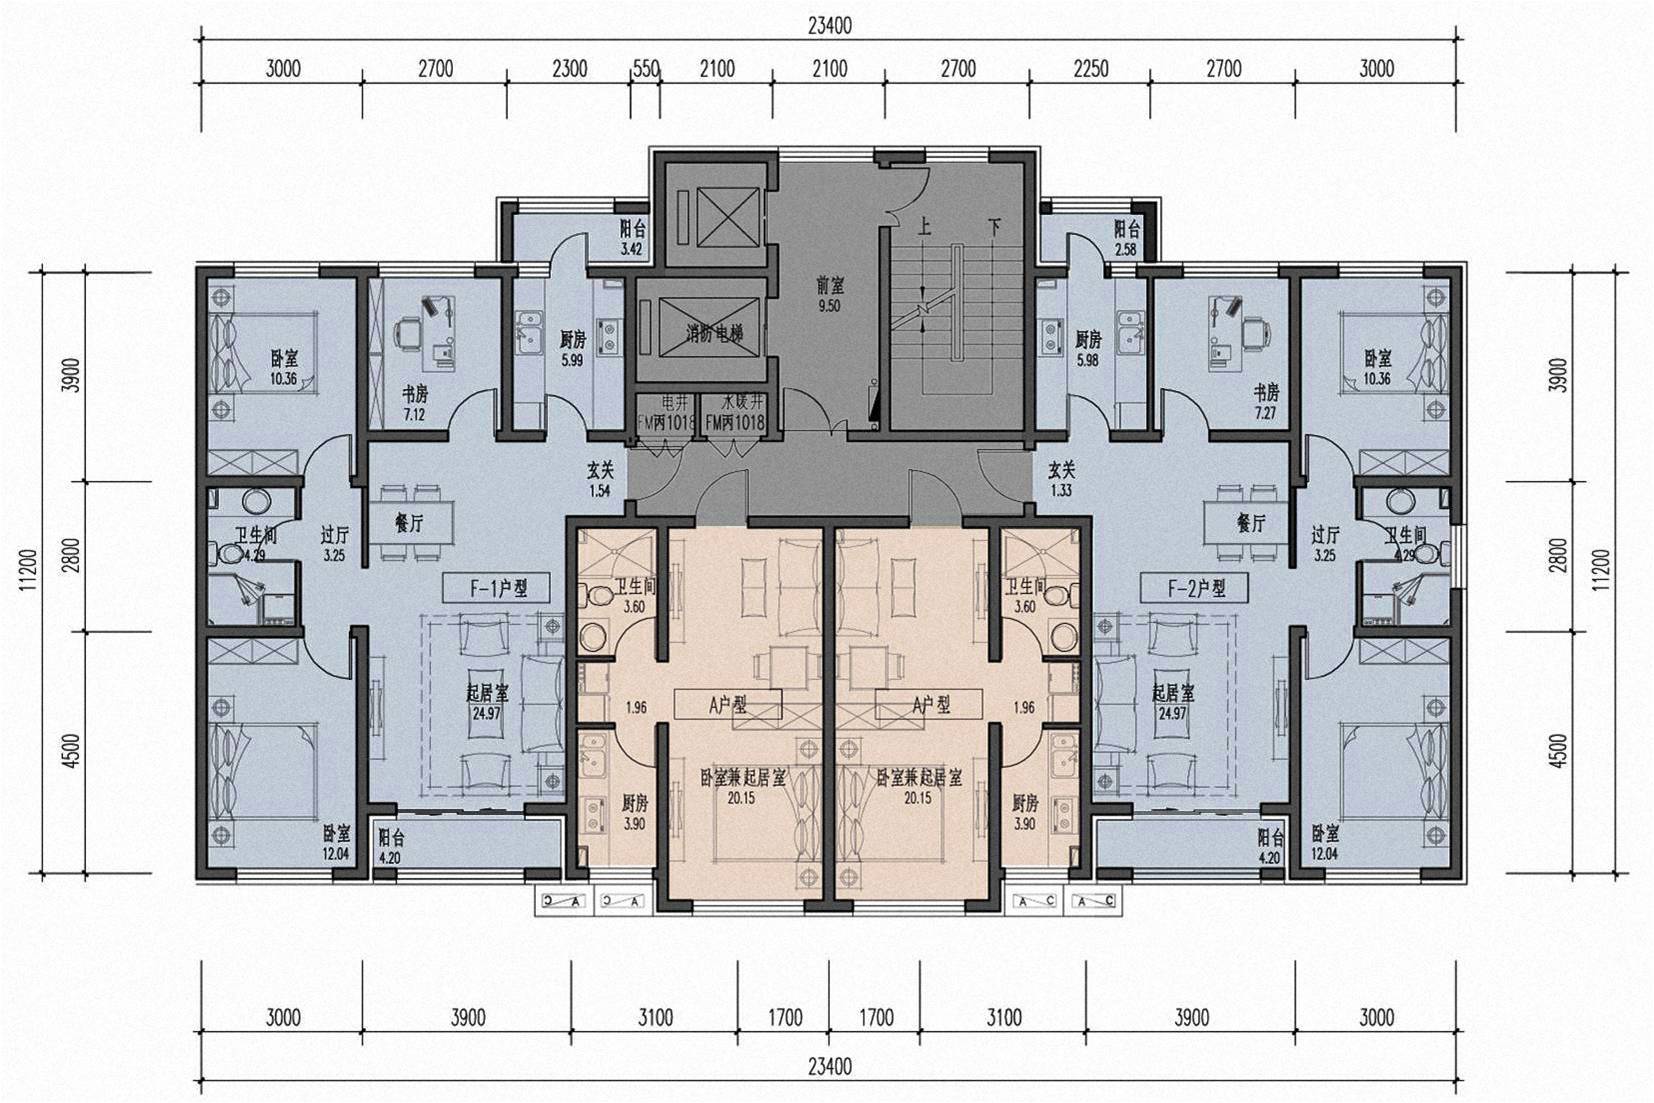 23400
3000 2700 2300 550 2100 2100 2700 2250 2700 3000
阳台
3.42
上 下
阳台
2.58
前室
9.50
消防电梯
厨房
5.99
厨房
5.98
卧室
10.36
卧室
10.36
书房
7.12
书房
7.27
电井 水暖井
FM丙1018 FM丙1018
3900
2800
4500
11200
3900
2800
4500
11200
玄关
1.54
玄关
1.33
餐厅
餐厅
卫生间
4.29
过厅
3.25
过厅
3.25
卫生间
4.29
F-1户型
F-2户型
卫生间
3.60
卫生间
3.60
起居室
24.97
起居室
24.97
1.96
A户型
A户型
1.96
卧室兼起居室
20.15
卧室兼起居室
20.15
厨房
3.90
厨房
3.90
卧室
12.04
阳台
4.20
阳台
4.20
卧室
12.04
C A C A A C A C
3000 3900 3100 1700 1700 3100 3900 3000
23400